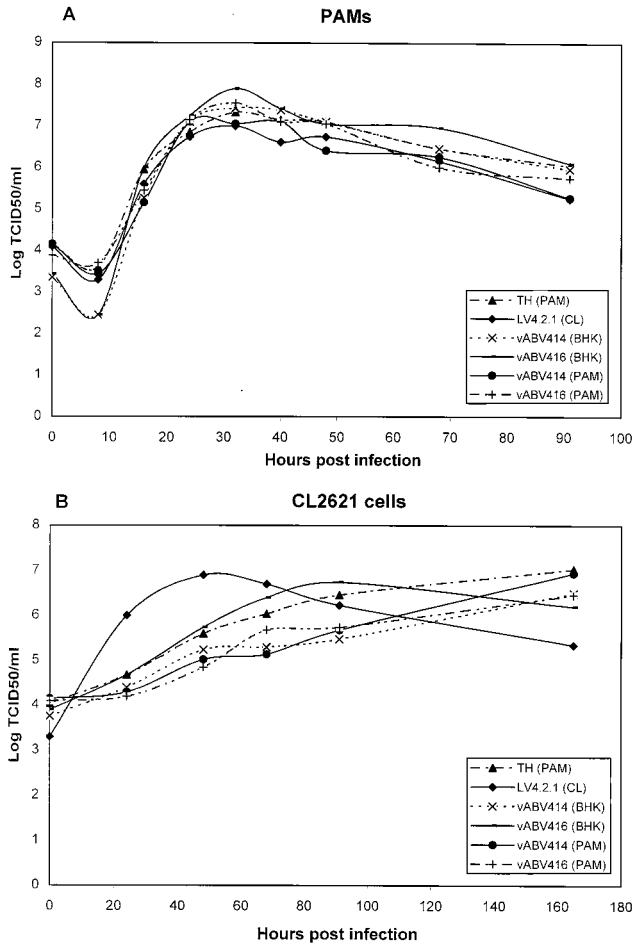 A
PAMs
Log TCID50/ml
9
8
7
6
5
4
3
2
1
0
0 10 20 30 40 50 60 70 80 90 100
Hours post infection
TH (PAM)
LV4.2.1 (CL)
vABV414 (BHK)
vABV416 (BHK)
vABV414 (PAM)
vABV416 (PAM)
B
CL2621 cells
Log TCID50/ml
8
7
6
5
4
3
2
1
0
0 20 40 60 80 100 120 140 160 180
Hours post infection
TH (PAM)
LV4.2.1 (CL)
vABV414 (BHK)
vABV416 (BHK)
vABV414 (PAM)
vABV416 (PAM)